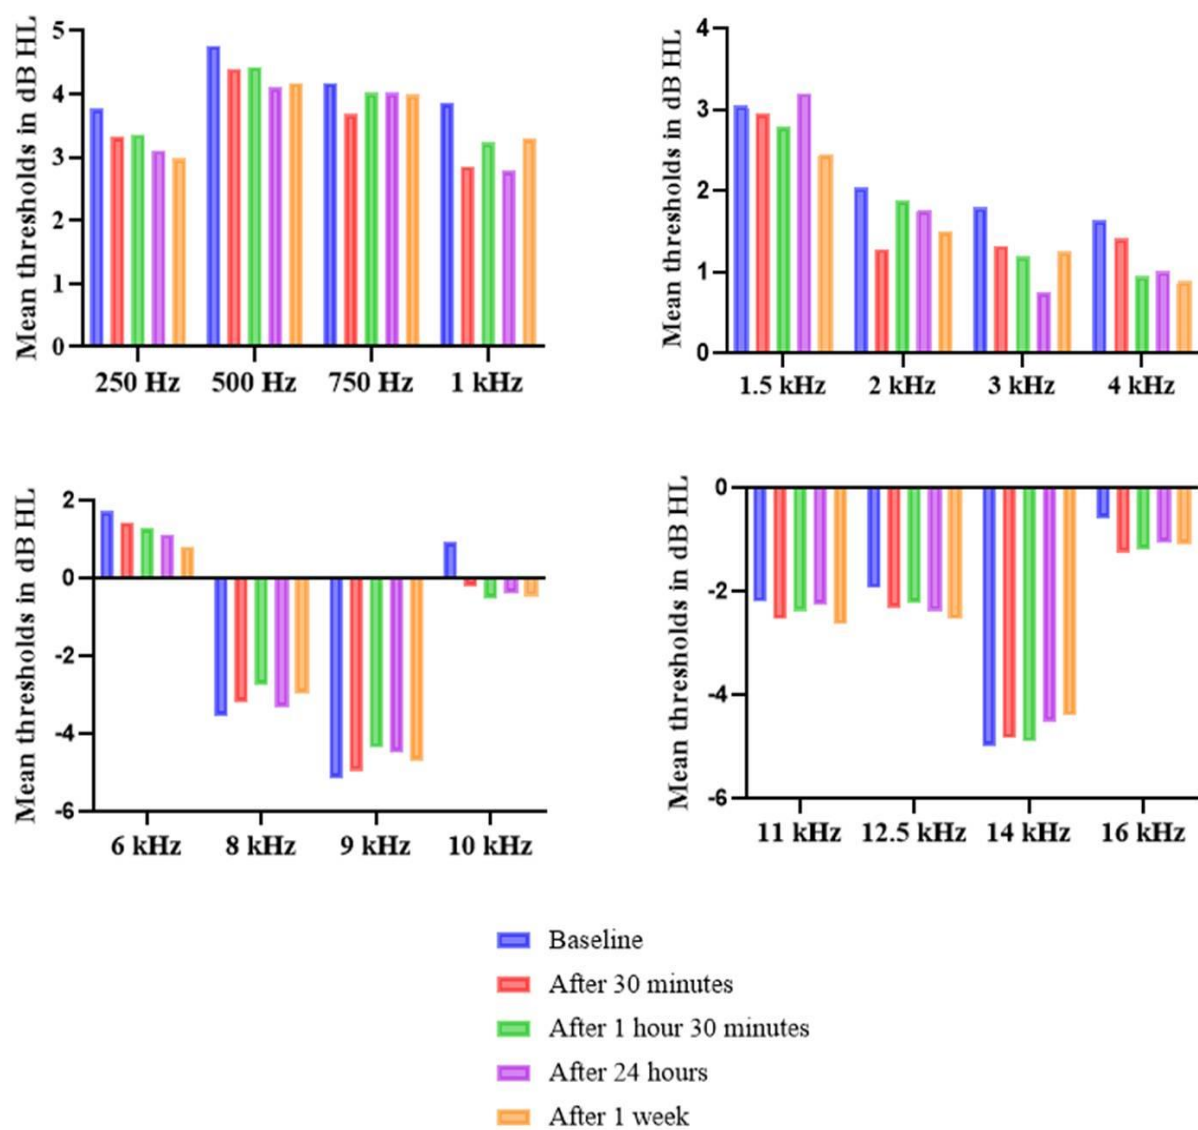 Mean thresholds in dB HL
5
4
3
2
1
0
250 Hz 500 Hz 750 Hz 1 kHz
Mean thresholds in dB HL
4
3
2
1
0
1.5 kHz 2 kHz 3 kHz 4 kHz
Mean thresholds in dB HL
2
0
-2
-4
-6
6 kHz 8 kHz 9 kHz 10 kHz
Mean thresholds in dB HL
0
-2
-4
-6
11 kHz 12.5 kHz 14 kHz 16 kHz
Baseline
After 30 minutes
After 1 hour 30 minutes
After 24 hours
After 1 week